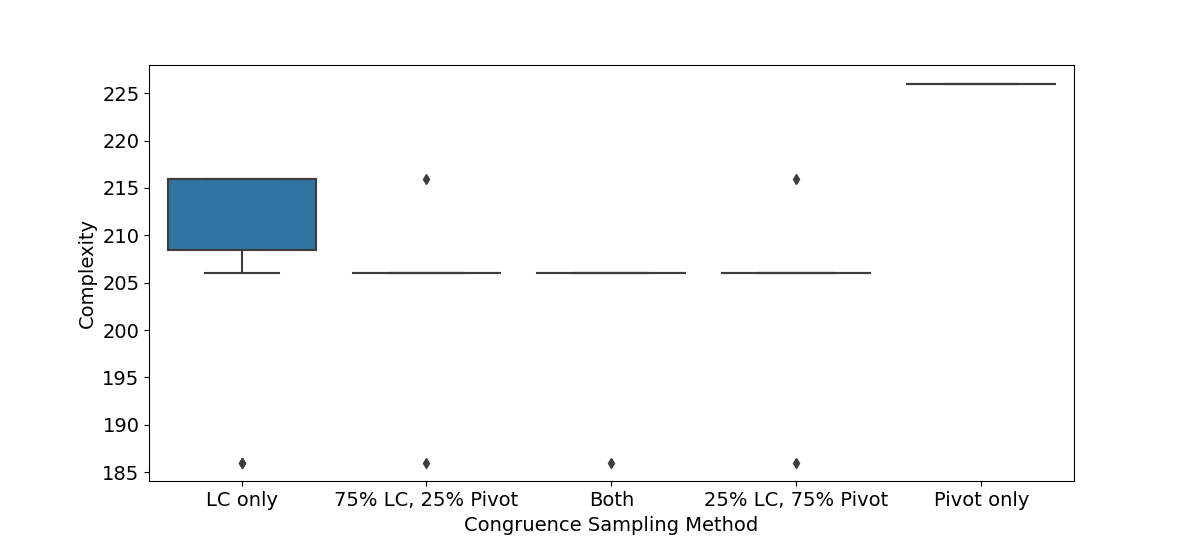 225
220
215
210
205
200
195
190
185
Complexity
LC only
75% LC, 25% Pivot
Both
25% LC, 75% Pivot
Pivot only
Congruence Sampling Method